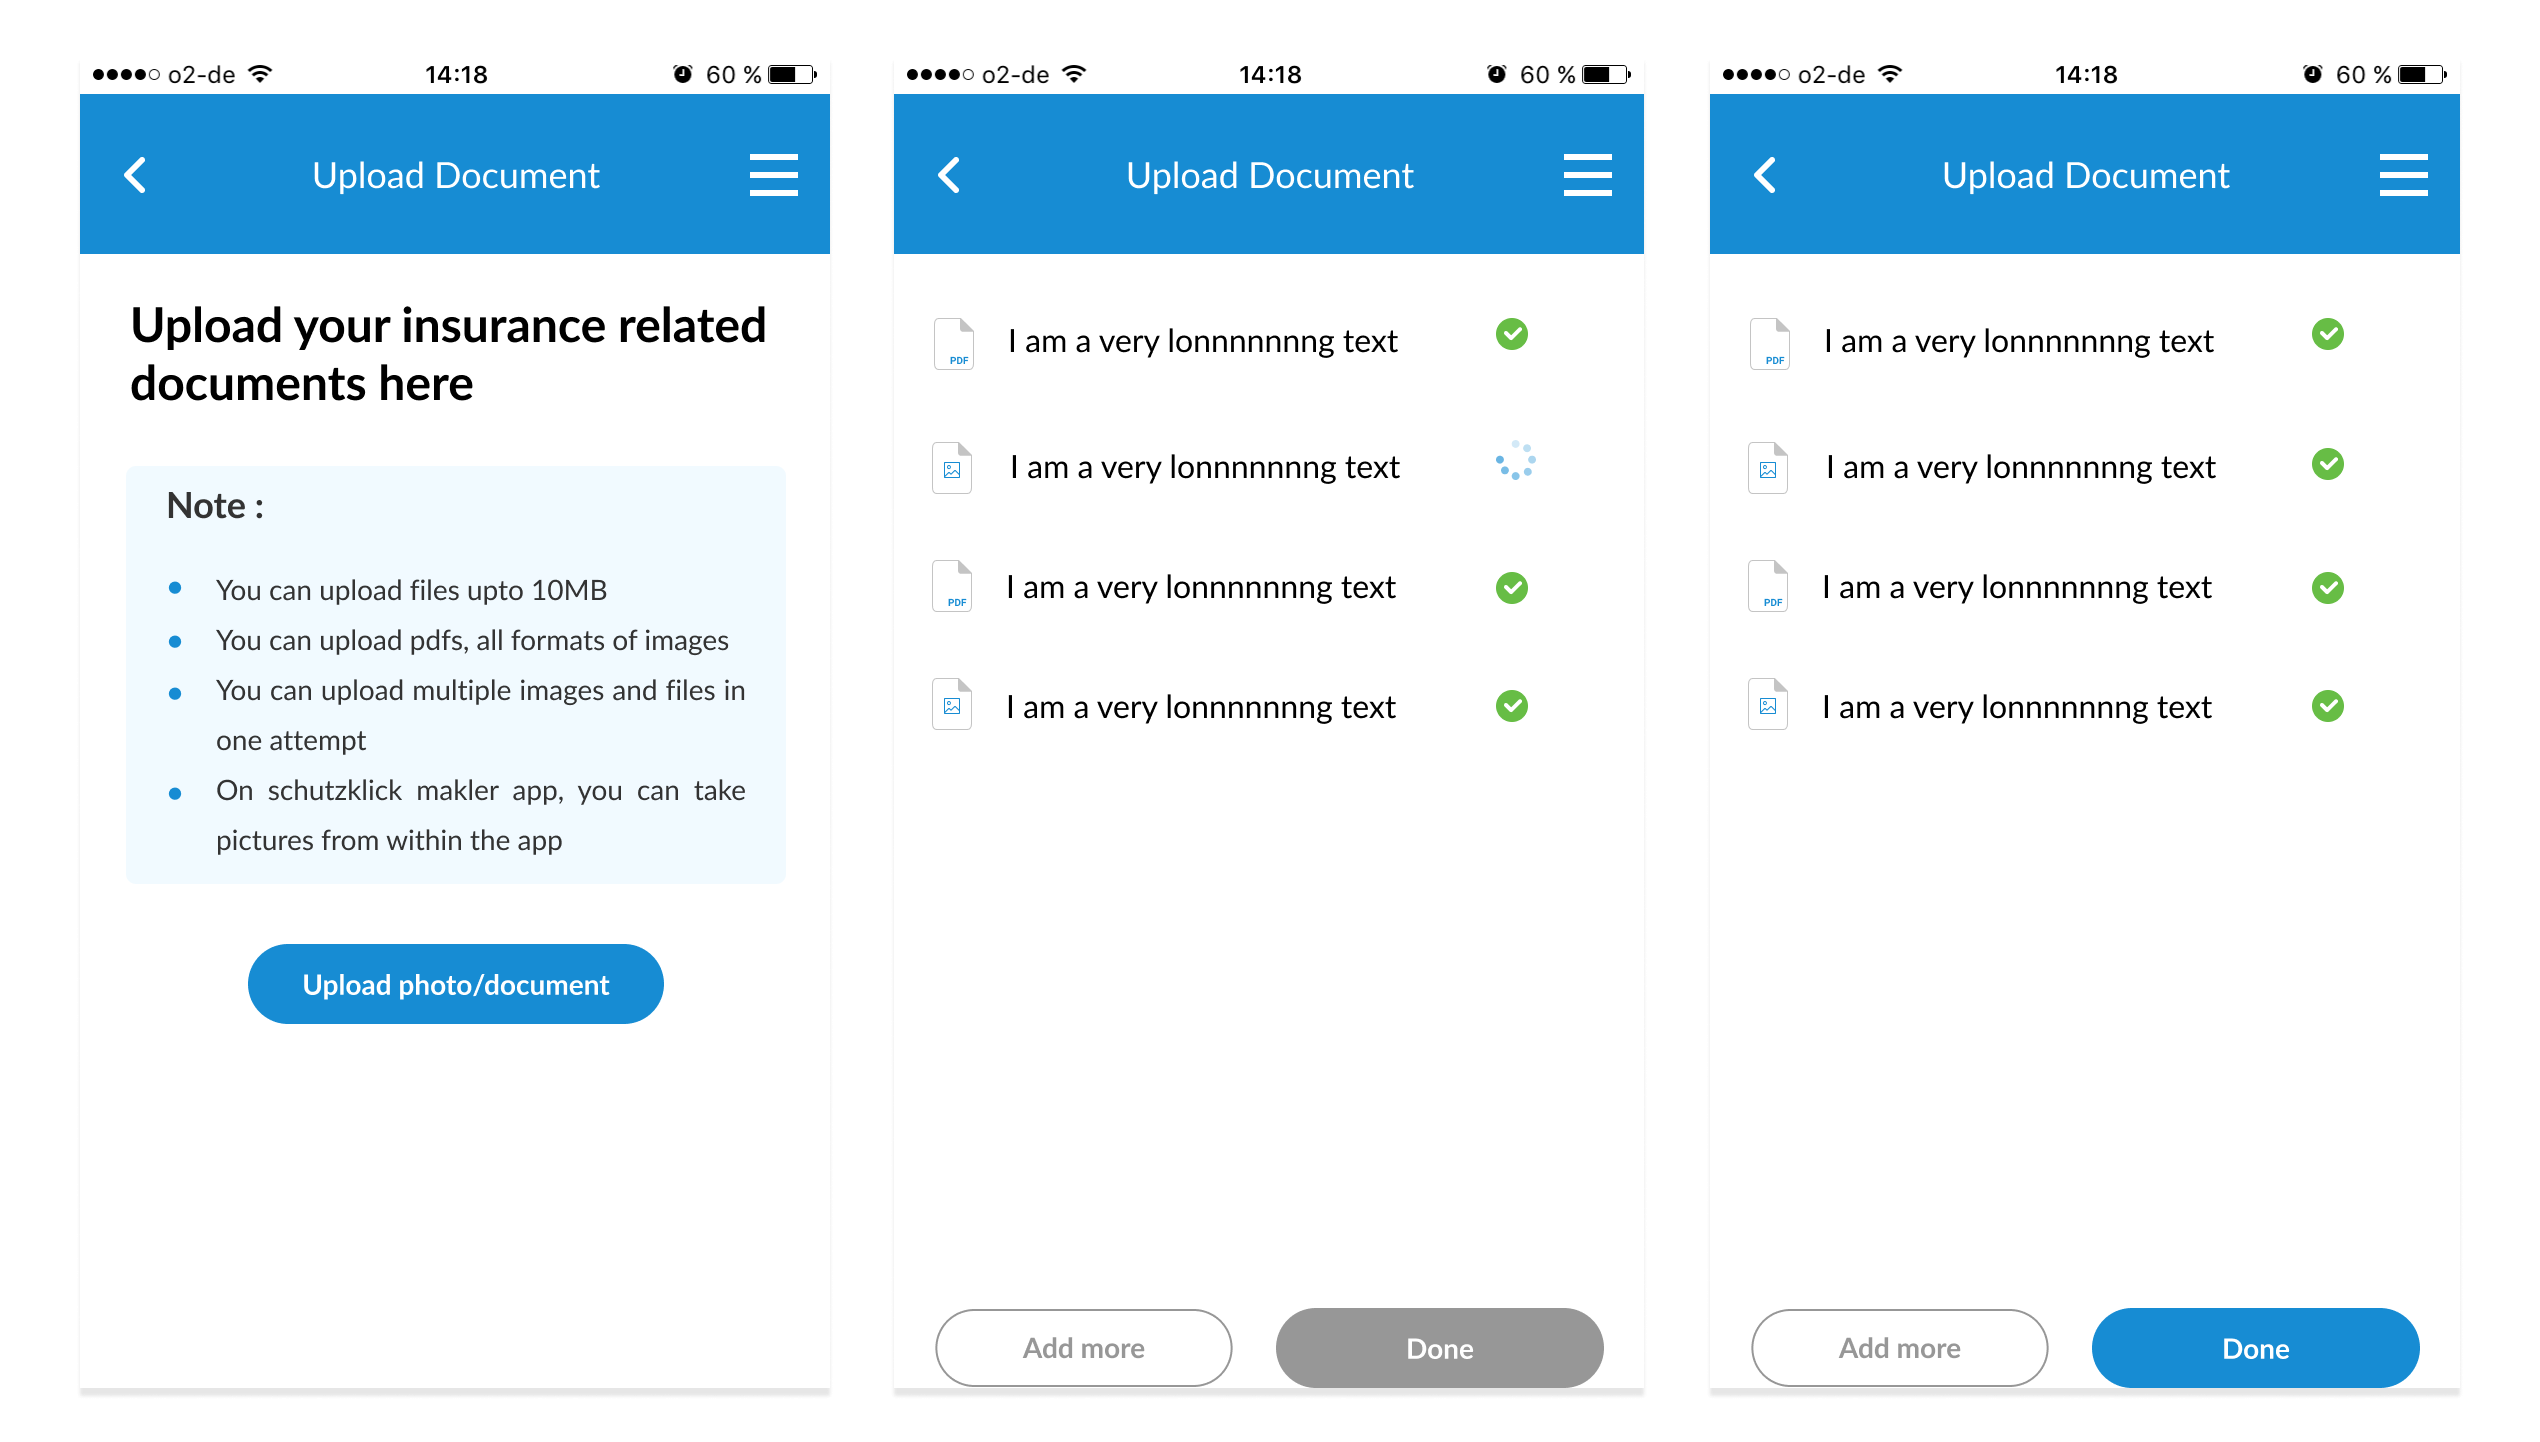 o2-de 14:18 60 %
Upload Document
Upload your insurance related
documents here
Note :
You can upload files upto 10MB
You can upload pdfs, all formats of images
You can upload multiple images and files in
one attempt
On schutzklick makler app, you can take
pictures from within the app
Upload photo/document
o2-de 14:18 60 %
Upload Document
PDF I am a very lonnnnnnng text
I am a very lonnnnnnng text
PDF I am a very lonnnnnnng text
I am a very lonnnnnnng text
Add more Done
o2-de 14:18 60 %
Upload Document
PDF I am a very lonnnnnnng text
I am a very lonnnnnnng text
PDF I am a very lonnnnnnng text
I am a very lonnnnnnng text
Add more Done